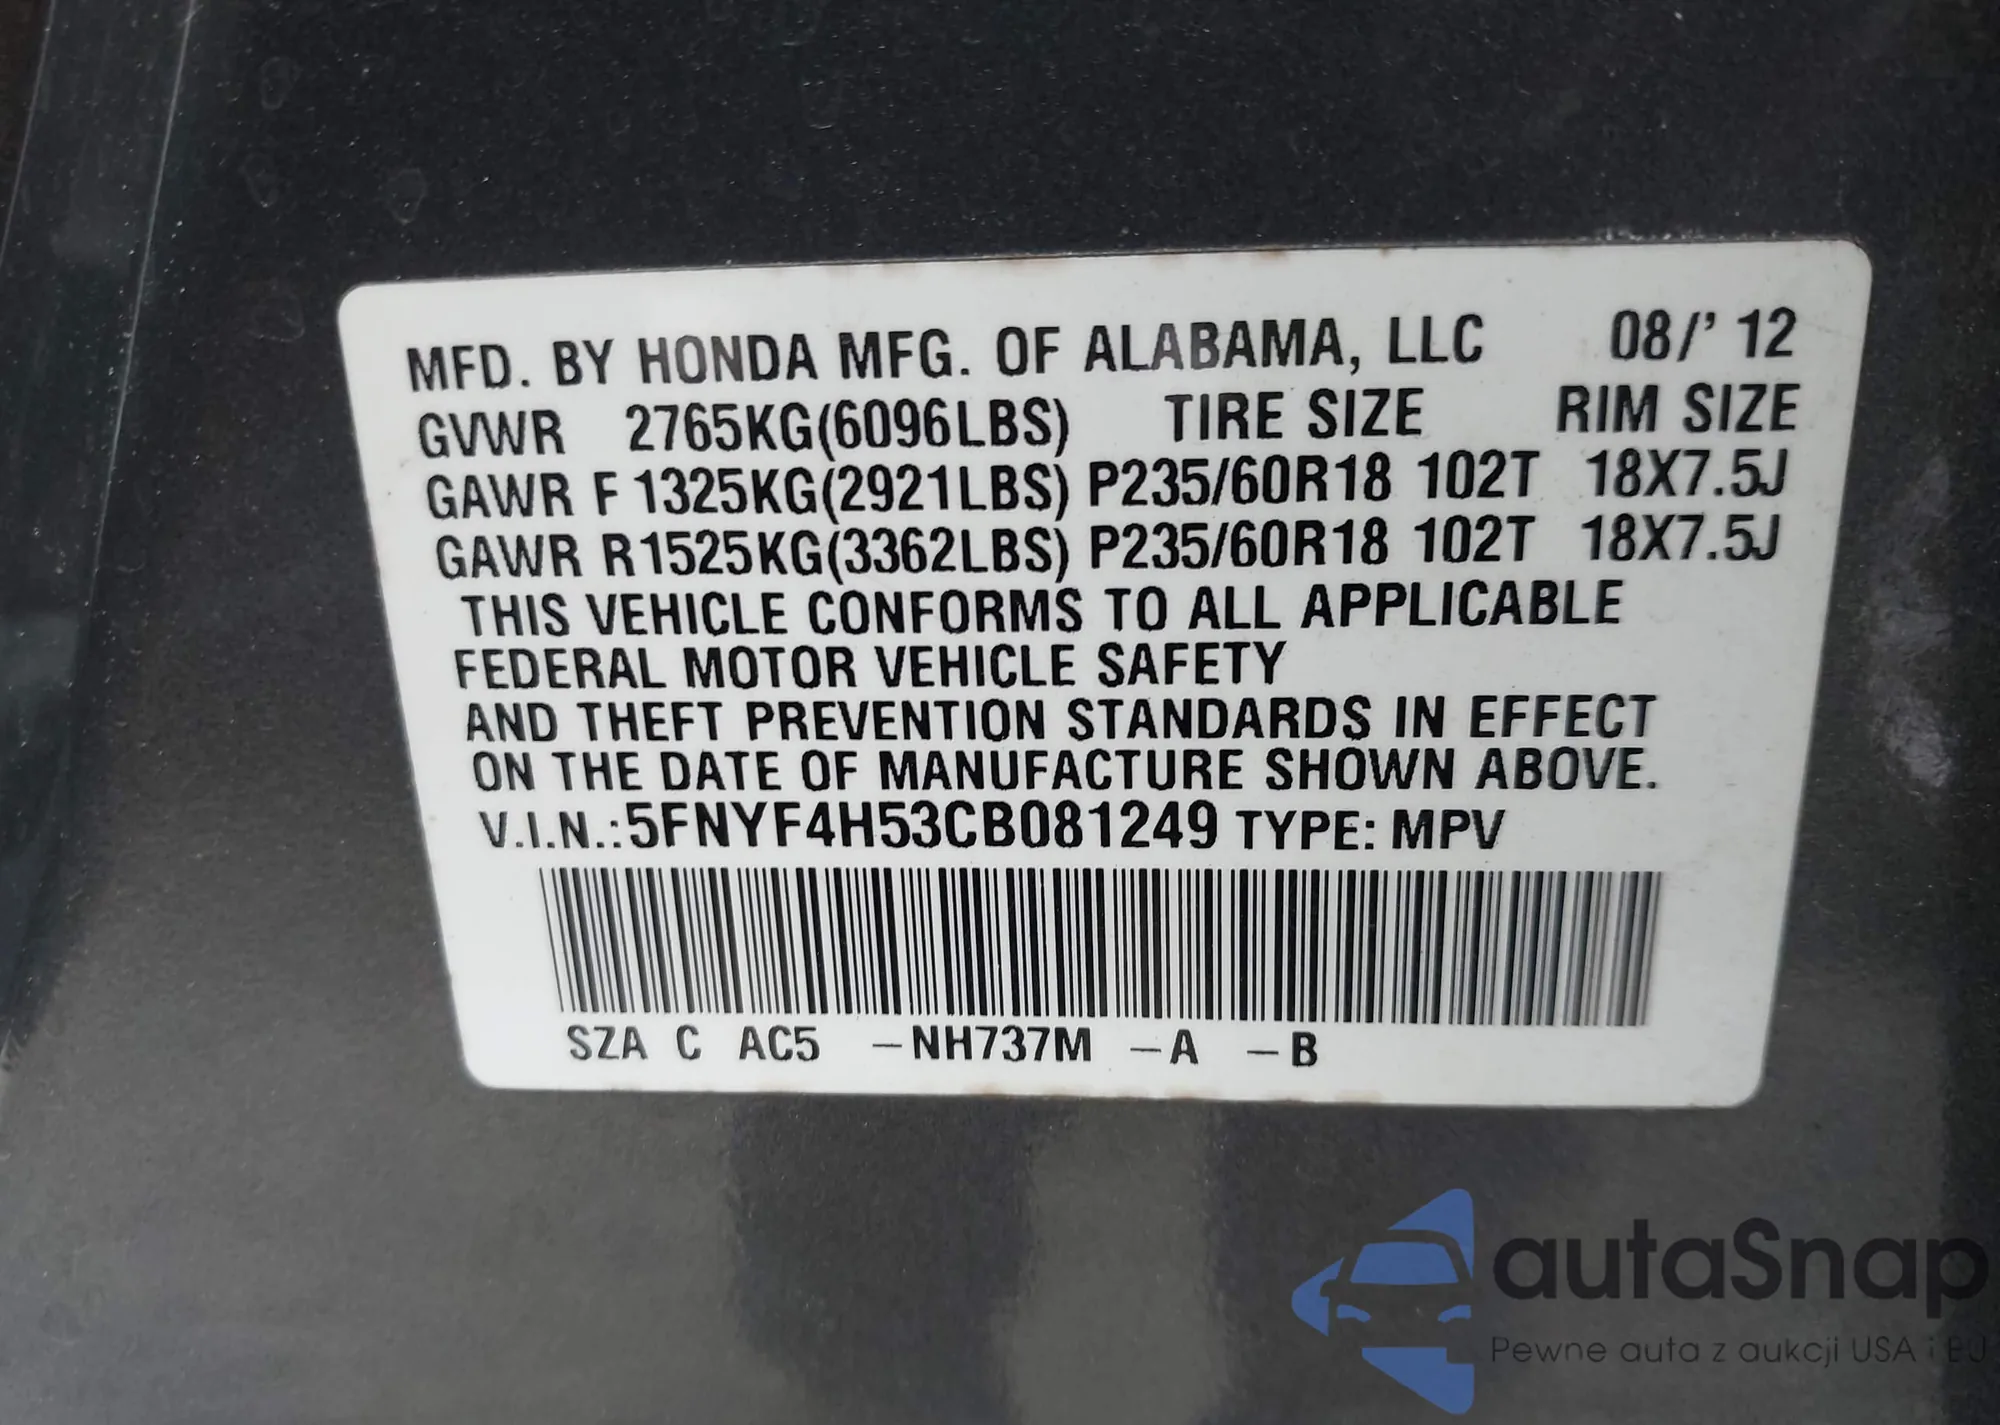 MFD. BY HONDA MFG. OF ALABAMA, LLC 08/' 12
GVWR 2765KG(6096LBS) TIRE SIZE RIM SIZE
GAWR F 1325KG(2921LBS) P235/60R18 102T 18X7.5J
GAWR R1525KG(3362LBS) P235/60R18 102T 18X7.5J
THIS VEHICLE CONFORMS TO ALL APPLICABLE
FEDERAL MOTOR VEHICLE SAFETY
AND THEFT PREVENTION STANDARDS IN EFFECT
ON THE DATE OF MANUFACTURE SHOWN ABOVE.
V.I.N.:5FNYF4H53CB081249 TYPE: MPV
SZA C AC5 -NH737M -A -B
autaSnap
Pewne auta z aukcji USA i EU